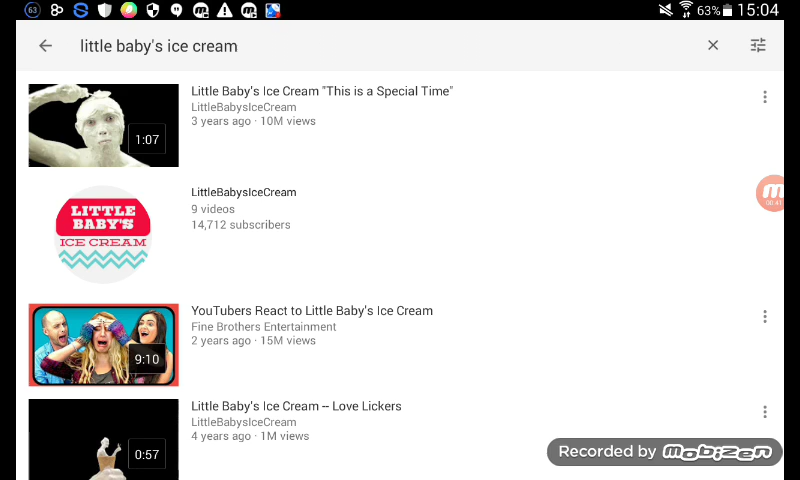 63
63% 15:04
little baby's ice cream
Little Baby's Ice Cream "This is a Special Time"
LittleBabysIceCream
3 years ago · 10M views
1:07
LittleBabysIceCream
9 videos
14,712 subscribers
LITTLE
BABY'S
ICE CREAM
00:41
YouTubers React to Little Baby's Ice Cream
Fine Brothers Entertainment
2 years ago · 15M views
9:10
Little Baby's Ice Cream -- Love Lickers
LittleBabysIceCream
4 years ago · 1M views
0:57
Recorded by mobizen